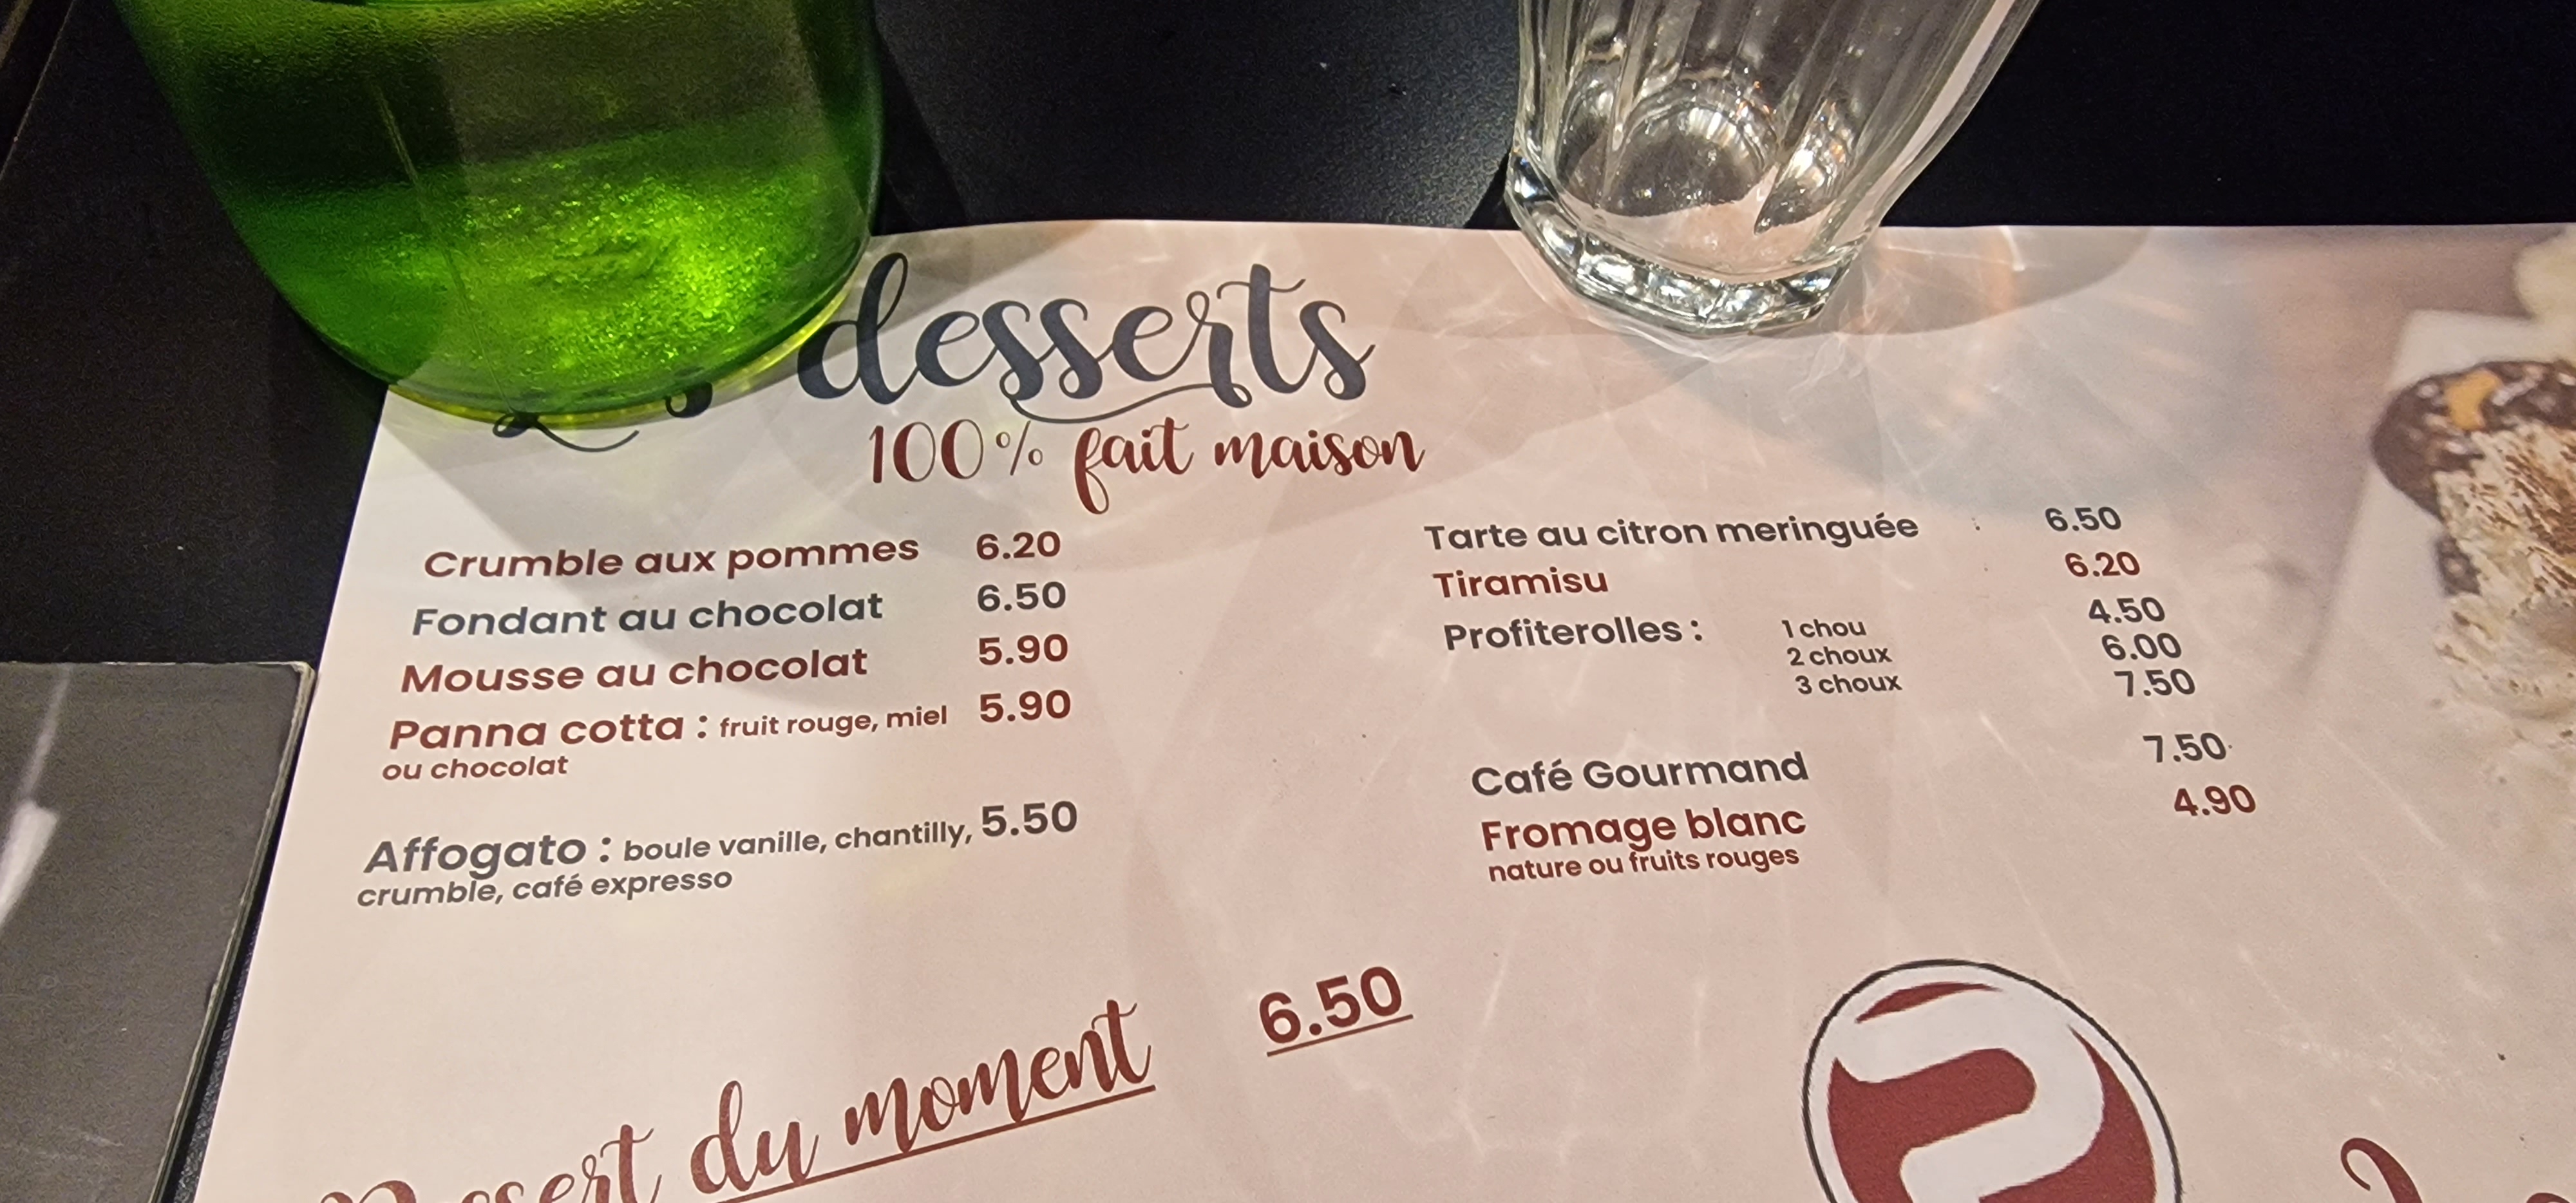 desserts
100% fait maison
Crumble aux pommes 6.20
Fondant au chocolat 6.50
Mousse au chocolat 5.90
Panna cotta : fruit rouge, miel 5.90
ou chocolat
Affogato : boule vanille, chantilly, 5.50
crumble, café expresso
Tarte au citron meringuée : 6.50
Tiramisu 6.20
Profiterolles : 1 chou 4.50
2 choux 6.00
3 choux 7.50
Café Gourmand 7.50
Fromage blanc 4.90
nature ou fruits rouges
Dessert du moment 6.50